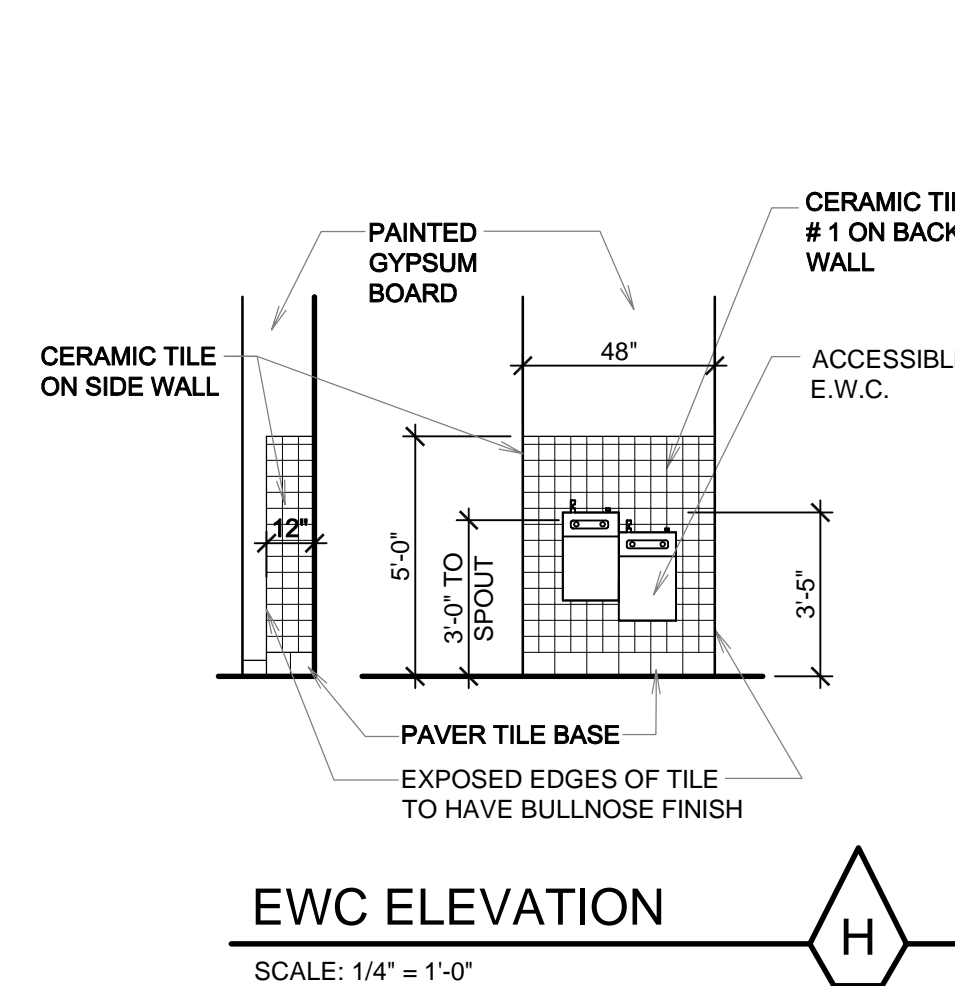 PAINTED
GYPSUM
BOARD
# 1 ON BACK
WALL
CERAMIC TILE
ON SIDE WALL
48"
E.W.C.
12"
5'-0"
3'-0" TO
SPOUT
3'-5"
PAVER TILE BASE
EXPOSED EDGES OF TILE
TO HAVE BULLNOSE FINISH
CERAMIC
EWC ELEVATION
H
SCALE: 1/4" = 1'-0"